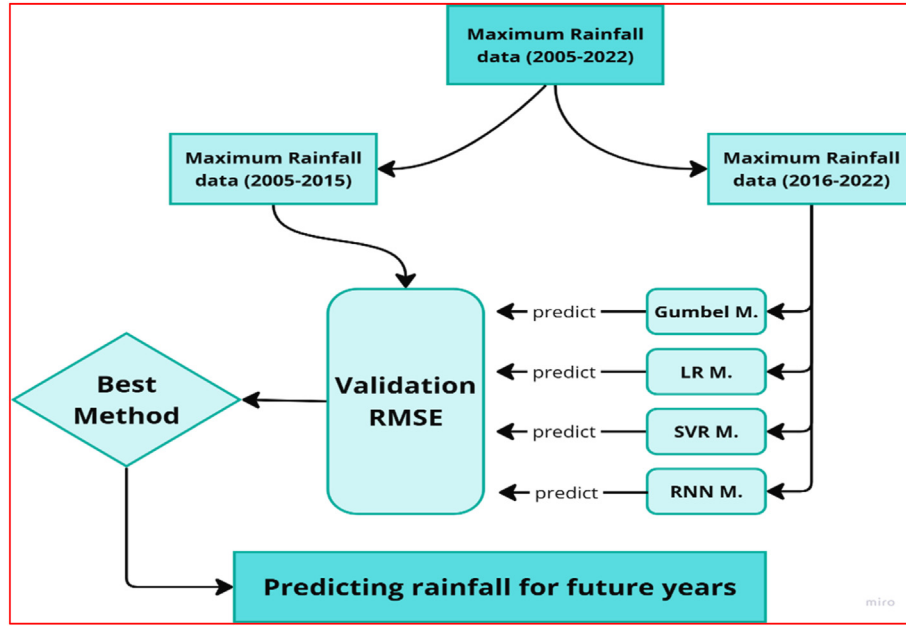 Maximum Rainfall
data (2005-2022)
Maximum Rainfall
data (2005-2015)
Maximum Rainfall
data (2016-2022)
predict
Gumbel M.
predict
LR M.
predict
SVR M.
predict
RNN M.
Validation
RMSE
Best
Method
Predicting rainfall for future years
miro